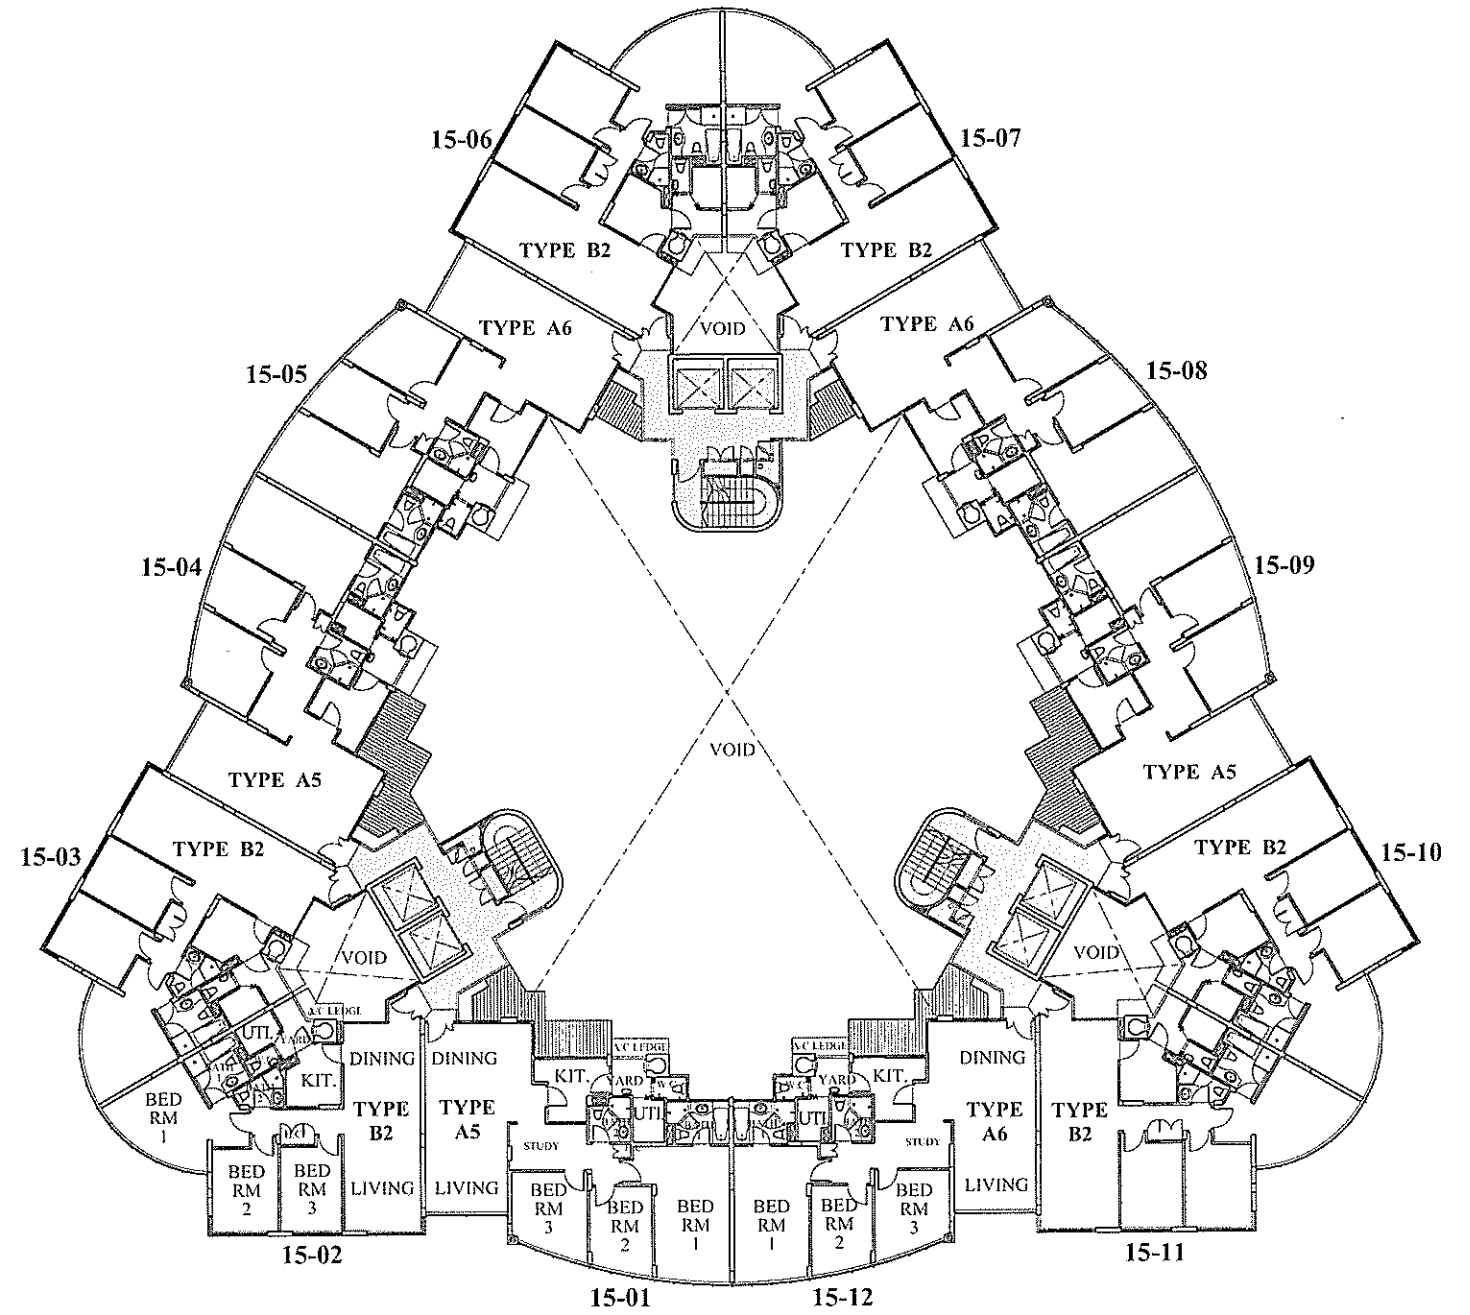 15-06
15-07
TYPE B2
TYPE B2
TYPE A6
VOID
TYPE A6
15-05
15-08
15-04
15-09
VOID
TYPE A5
TYPE A5
15-03
TYPE B2
TYPE B2
15-10
VOID
VOID
A/C LEDGE
UTI.
YARD
DINING
DINING
A/C LEDGE
A/C LEDGE
DINING
KIT.
KIT.
YARD
W.C
W.C
YARD
KIT.
BED
RM
1
BATH
1
TYPE
B2
TYPE
A5
UTI.
UTI.
TYPE
A6
TYPE
B2
STUDY
BATH
BATH
STUDY
BED
RM
2
BED
RM
3
LIVING
LIVING
BED
RM
3
BED
RM
2
BED
RM
1
BED
RM
1
BED
RM
2
BED
RM
3
LIVING
15-02
15-11
15-01
15-12